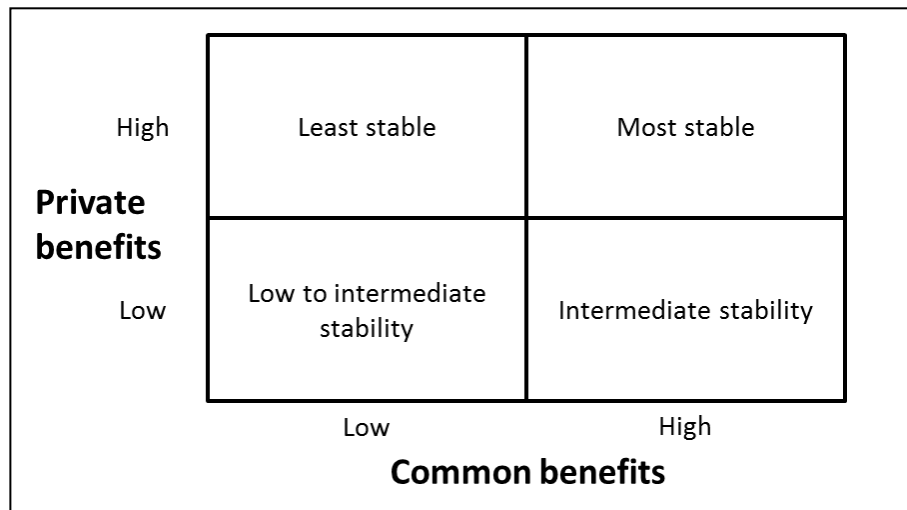 High
Least stable
Most stable
Private
benefits
Low
Low to intermediate
stability
Intermediate stability
Low
High
Common benefits